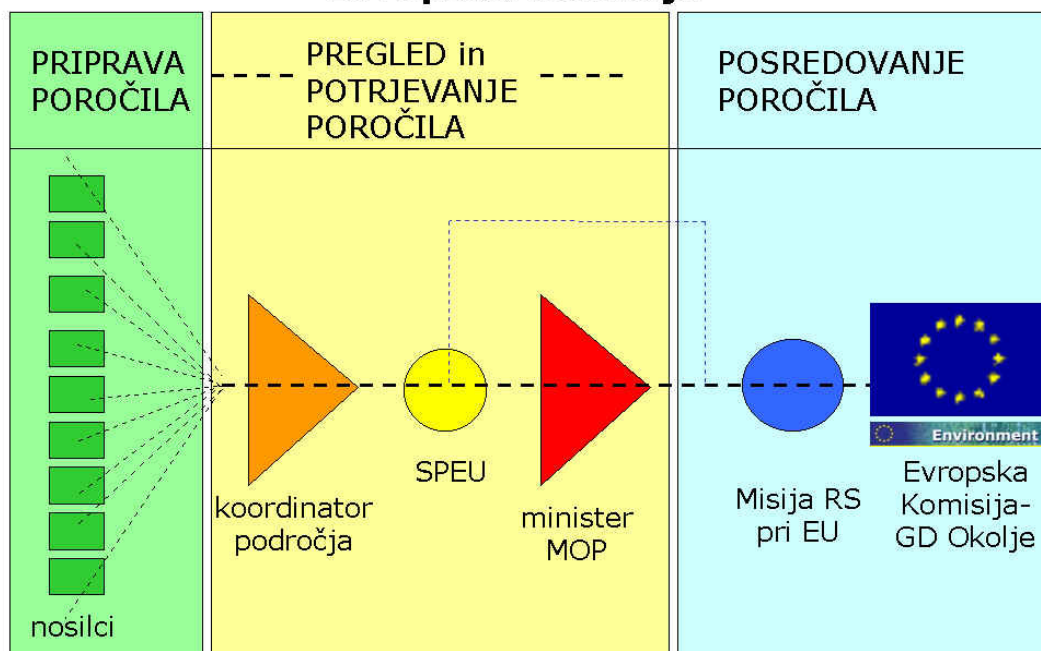 PRIPRAVA
POROČILA
PREGLED in
POTRJEVANJE
POROČILA
POSREDOVANJE
POROČILA
nosilci
koordinator
področja
SPEU
minister
MOP
Misija RS
pri EU
Environment
Evropska
Komisija-
GD Okolje